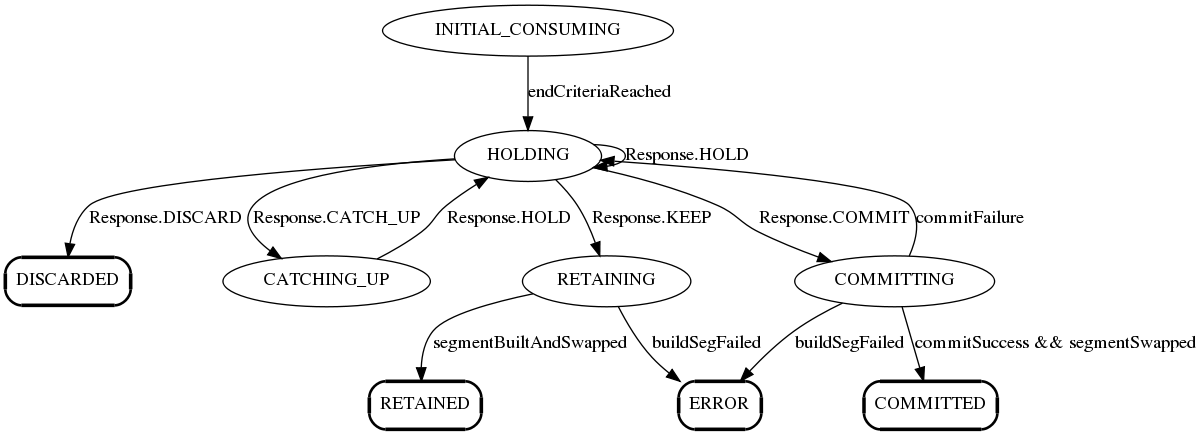 INITIAL_CONSUMING
endCriteriaReached
HOLDING
Response.HOLD
Response.DISCARD
Response.CATCH_UP
Response.HOLD
Response.KEEP
Response.COMMIT
commitFailure
DISCARDED
CATCHING_UP
RETAINING
COMMITTING
segmentBuiltAndSwapped
buildSegFailed
buildSegFailed
commitSuccess && segmentSwapped
RETAINED
ERROR
COMMITTED